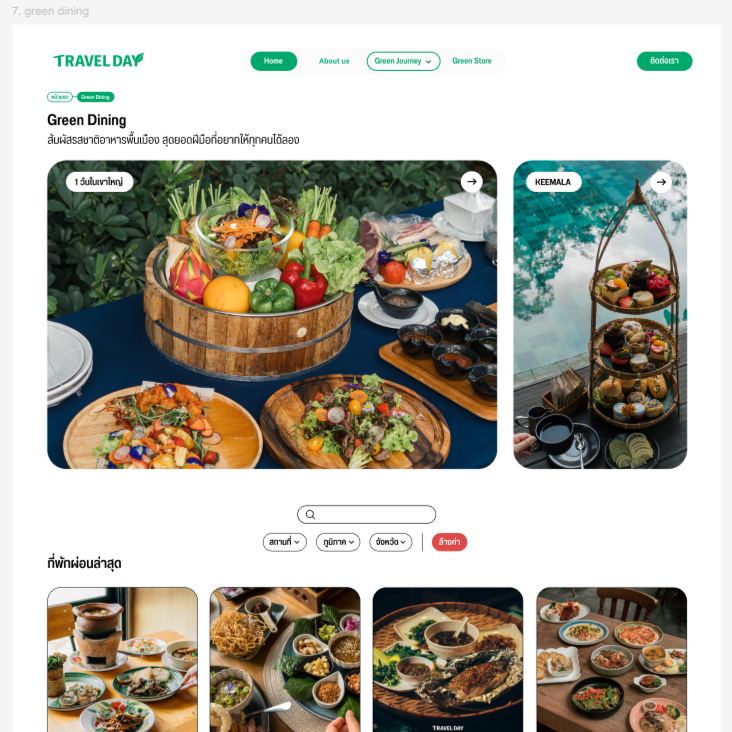 7. green dining
TRAVEL DAY
Home
About us
Green Journey
Green Store
ติดต่อเรา
หน้าแรก
Green Dining
Green Dining
สัมผัสรสชาติอาหารพื้นเมือง สุดยอดฝีมือที่อยากให้ทุกคนได้ลอง
1 วันในเขาใหญ่
KEEMALA
สถานที่
ภูมิภาค
จังหวัด
ล้างค่า
ที่พักผ่อนล่าสุด
TRAVEL DAY